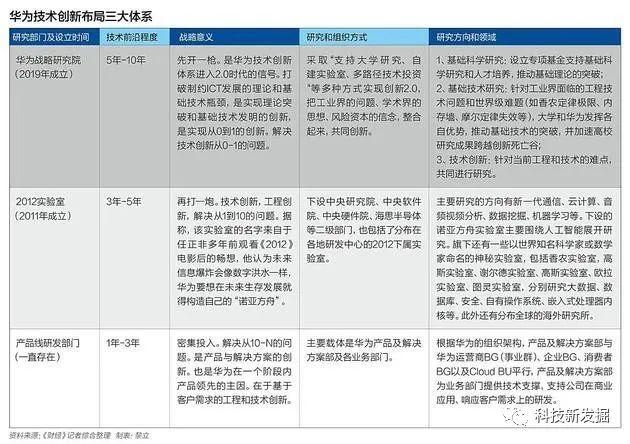 华为技术创新布局三大体系
研究部门及设立时间
技术前沿程度
战略意义
研究和组织方式
研究方向和领域
华为战略研究院
（2019年成立）
5年-10年
先开一枪。是华为技术创新
体系进入2.0时代的信号。打
破制约ICT发展的理论和基
础技术瓶颈，是实现理论突
破和基础技术发明的创新，
是实现从0到1的创新。解决
技术创新从0-1的问题。
采取“支持大学研究、自
建实验室、多路径技术投资
”等多种方式实现创新2.0，
把工业界的问题、学术界的
思想、风险资本的信念，整合
起来，共同创新。
1、基础科学研究：设立专项基金支持基础科
学研究和人才培养，推动基础理论的突破；
2、基础技术研究：针对工业界面临的工程技
术问题和世界级难题（如香农定律极限、内
存墙、摩尔定律失效等），大学和华为发挥各
自优势，推动基础技术的突破，并加速高校
研究成果跨越创新死亡谷；
3、技术创新：针对当前工程和技术的难点，
共同进行研究。
2012实验室
（2011年成立）
3年-5年
再打一炮。技术创新，工程创
新，解决从1到10的问题。据
称，该实验室的名字来自于
任正非多年前观看《2012》
电影后的畅想，他认为未来
信息爆炸会像数字洪水一样，
华为要想在未来生存发展就
得构造自己的“诺亚方舟”。
下设中央研究院、中央软件
院、中央硬件院、海思半导体
等二级部门，也包括了分布在
各地研发中心的2012下属实
验室。
主要研究的方向有新一代通信、云计算、音
频视频分析、数据挖掘、机器学习等。下设的
诺亚方舟实验室主要围绕人工智能展开研
究。旗下还有一些以世界知名科学家或数学
家命名的神秘实验室，包括香农实验室，高
斯实验室、谢尔德实验室、高斯实验室、欧拉
实验室、图灵实验室，分别研究大数据、数
据库、安全、自有操作系统、嵌入式处理器内
核等。此外还有分布全球的海外研究所。
产品线研发部门
（一直存在）
1年-3年
密集投入。解决从10-N的问
题。是产品与解决方案的创
新。也是华为在一个阶段内
产品领先的主因。在于基于
客户需求的工程和技术创新。
主要载体是华为产品及解决
方案部及各业务部门。
根据华为的组织架构，产品及解决方案部与
华为运营商BG（事业群）、企业BG、消费者
BG以及Cloud BU平行，产品及解决方案部
为业务部门提供技术支撑，支持公司在商业
应用、响应客户需求上的研发。
资料来源：《财经》记者综合整理 制表：黎立
科技新发掘